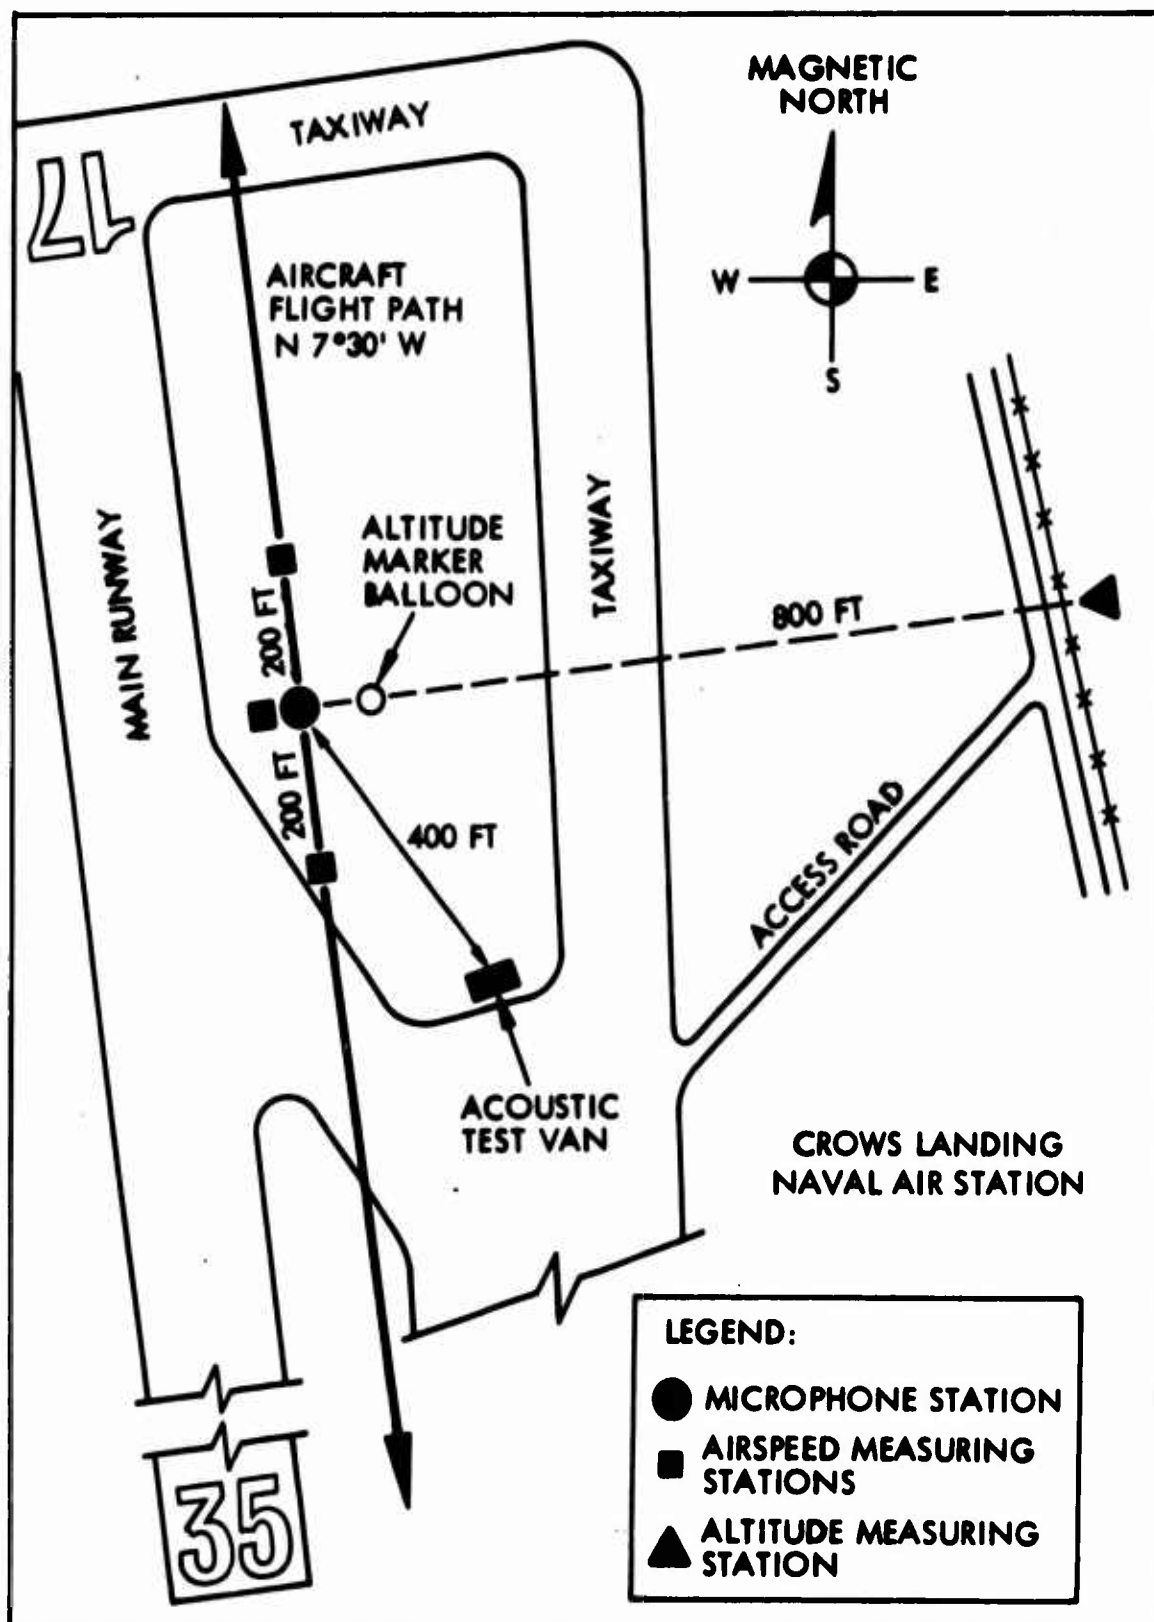 MAGNETIC
NORTH
W
E
S
TAXIWAY
17
AIRCRAFT
FLIGHT PATH
N 7°30' W
ALTITUDE
MARKER
BALLOON
TAXIWAY
MAIN RUNWAY
200 FT
200 FT
800 FT
400 FT
ACCESS ROAD
ACOUSTIC
TEST VAN
CROWS LANDING
NAVAL AIR STATION
35
LEGEND:
MICROPHONE STATION
AIRSPEED MEASURING
STATIONS
ALTITUDE MEASURING
STATION